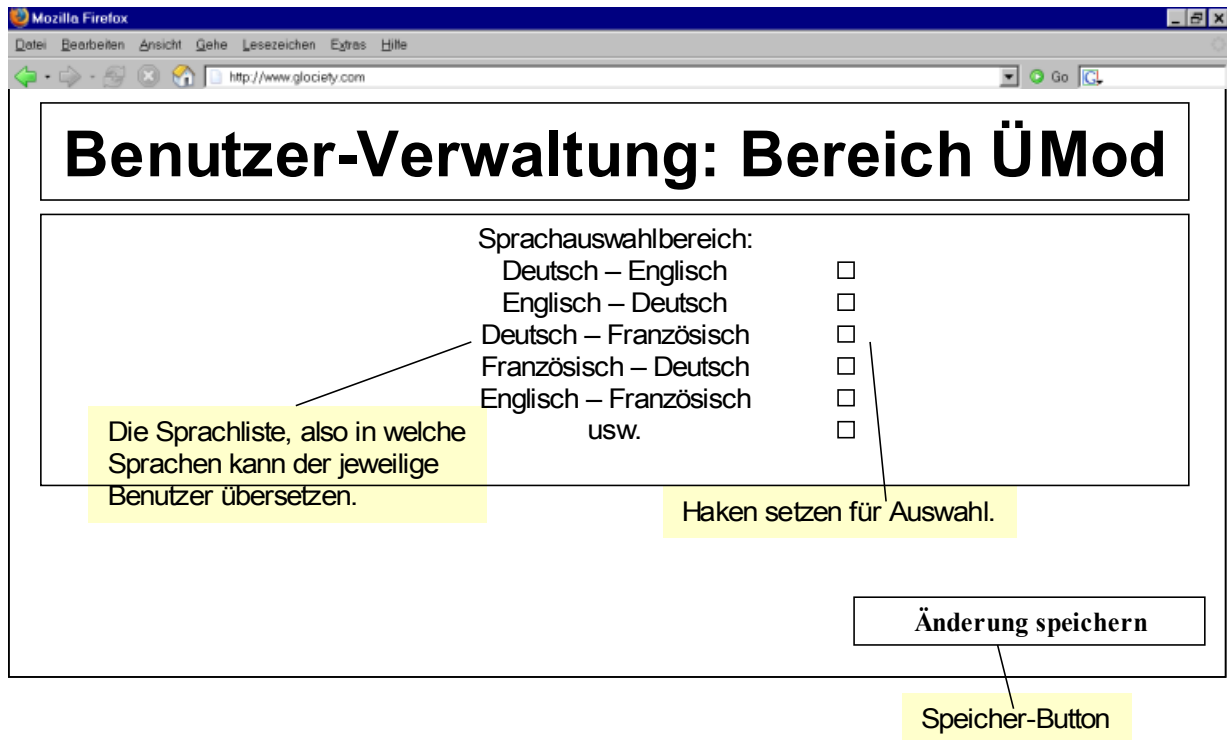 Mozilla Firefox
Datei Bearbeiten Ansicht Gehe Lesezeichen Extras Hilfe
http://www.glociety.com Go
Benutzer-Verwaltung: Bereich ÜMod
Sprachauswahlbereich:
Deutsch – Englisch
Englisch – Deutsch
Deutsch – Französisch
Französisch – Deutsch
Englisch – Französisch
usw.
Die Sprachliste, also in welche
Sprachen kann der jeweilige
Benutzer übersetzen.
Haken setzen für Auswahl.
Änderung speichern
Speicher-Button